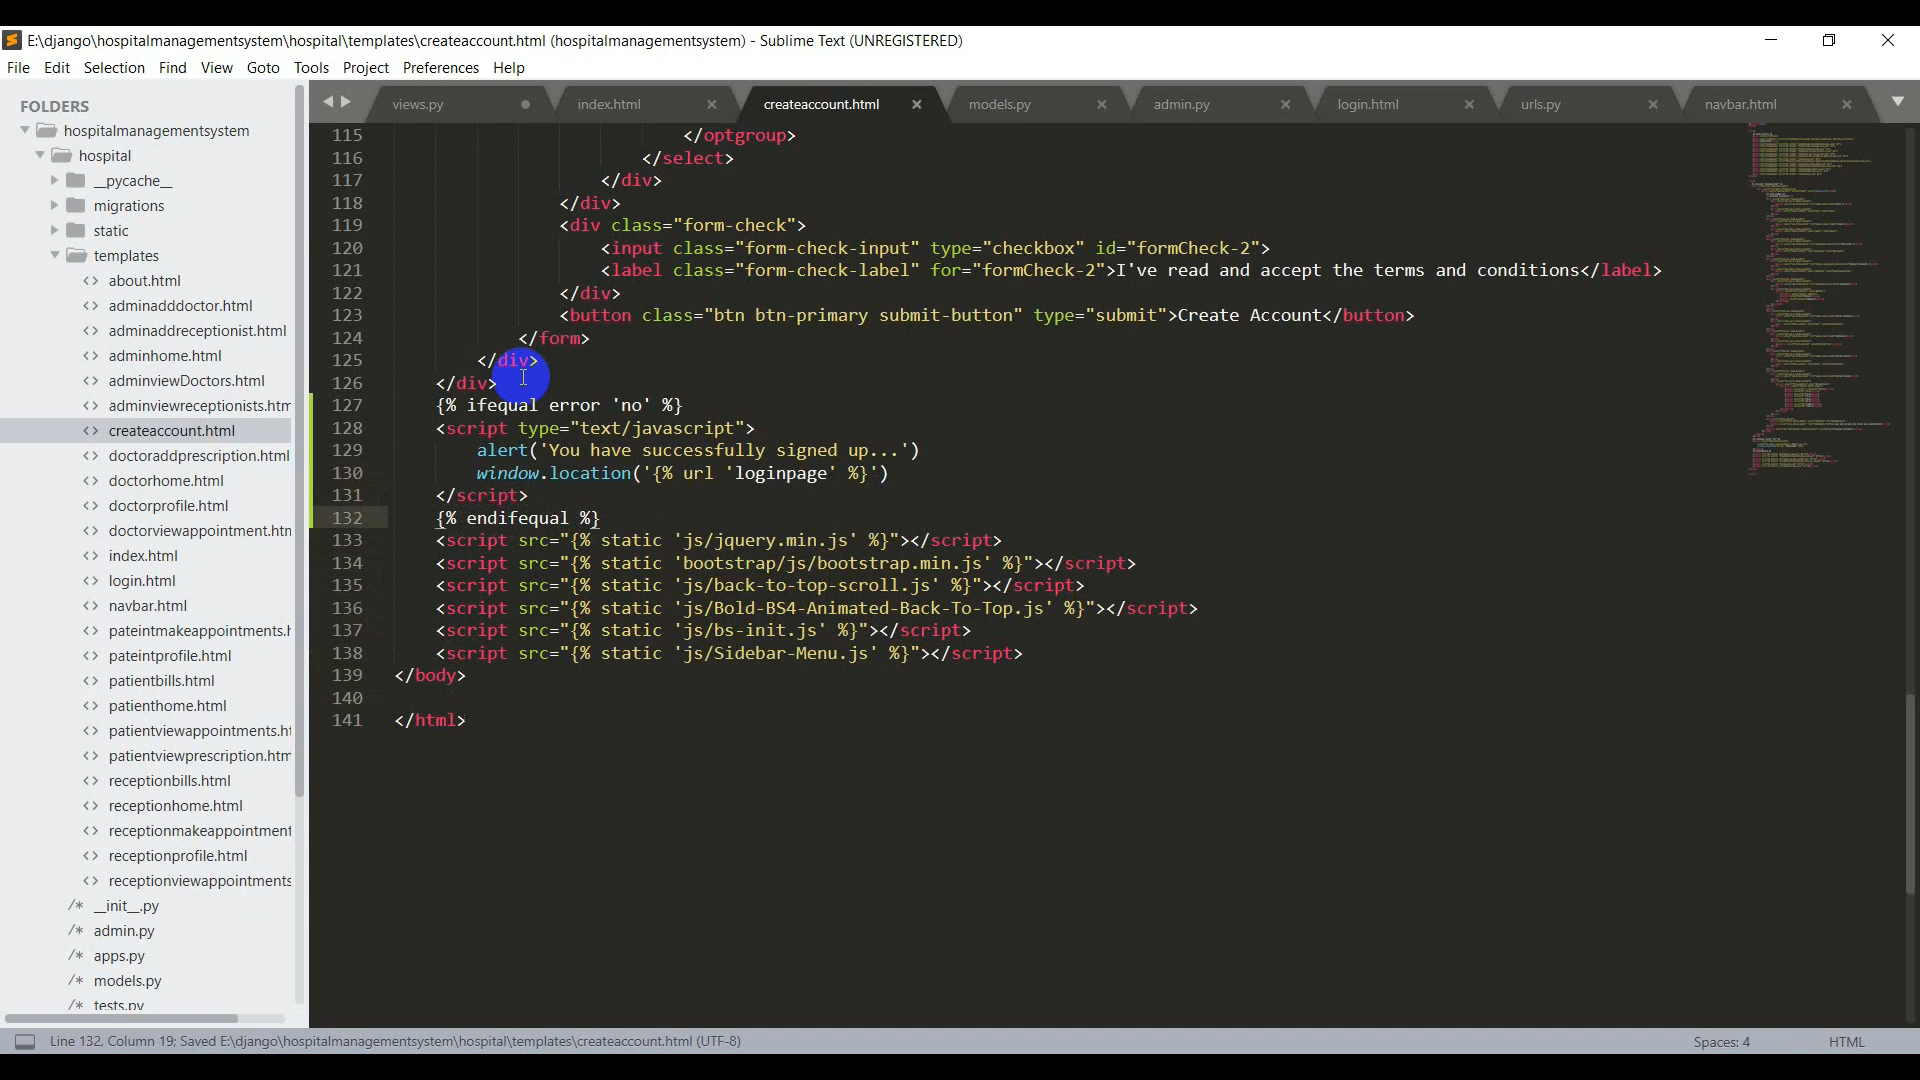 E:\django\hospitalmanagementsystem\hospital\templates\createaccount.html (hospitalmanagementsystem) - Sublime Text (UNREGISTERED)
File Edit Selection Find View Goto Tools Project Preferences Help
views.py index.html createaccount.html models.py admin.py login.html urls.py navbar.html
FOLDERS
hospitalmanagementsystem
hospital
__pycache__
migrations
static
templates
about.html
adminadddoctor.html
adminaddreceptionist.html
adminhome.html
adminviewDoctors.html
adminviewreceptionists.htm
createaccount.html
doctoraddprescription.html
doctorhome.html
doctorprofile.html
doctorviewappointment.htn
index.html
login.html
navbar.html
pateintmakeappointments.h
pateintprofile.html
patientbills.html
patienthome.html
patientviewappointments.ht
patientviewprescription.htm
receptionbills.html
receptionhome.html
receptionmakeappointment
receptionprofile.html
receptionviewappointments
/* __init__.py
/* admin.py
/* apps.py
/* models.py
/* tests.py
115 </optgroup>
116 </select>
117 </div>
118 </div>
119 <div class="form-check">
120 <input class="form-check-input" type="checkbox" id="formCheck-2">
121 <label class="form-check-label" for="formCheck-2">I've read and accept the terms and conditions</label>
122 </div>
123 <button class="btn btn-primary submit-button" type="submit">Create Account</button>
124 </form>
125 </div>
126 </div>
127 {% ifequal error 'no' %}
128 <script type="text/javascript">
129 alert('You have successfully signed up...')
130 window.location('{% url 'loginpage' %}')
131 </script>
132 {% endifequal %}
133 <script src="{% static 'js/jquery.min.js' %}"></script>
134 <script src="{% static 'bootstrap/js/bootstrap.min.js' %}"></script>
135 <script src="{% static 'js/back-to-top-scroll.js' %}"></script>
136 <script src="{% static 'js/Bold-BS4-Animated-Back-To-Top.js' %}"></script>
137 <script src="{% static 'js/bs-init.js' %}"></script>
138 <script src="{% static 'js/Sidebar-Menu.js' %}"></script>
139 </body>
140
141 </html>
Line 132, Column 19; Saved E:\django\hospitalmanagementsystem\hospital\templates\createaccount.html (UTF-8) Spaces: 4 HTML